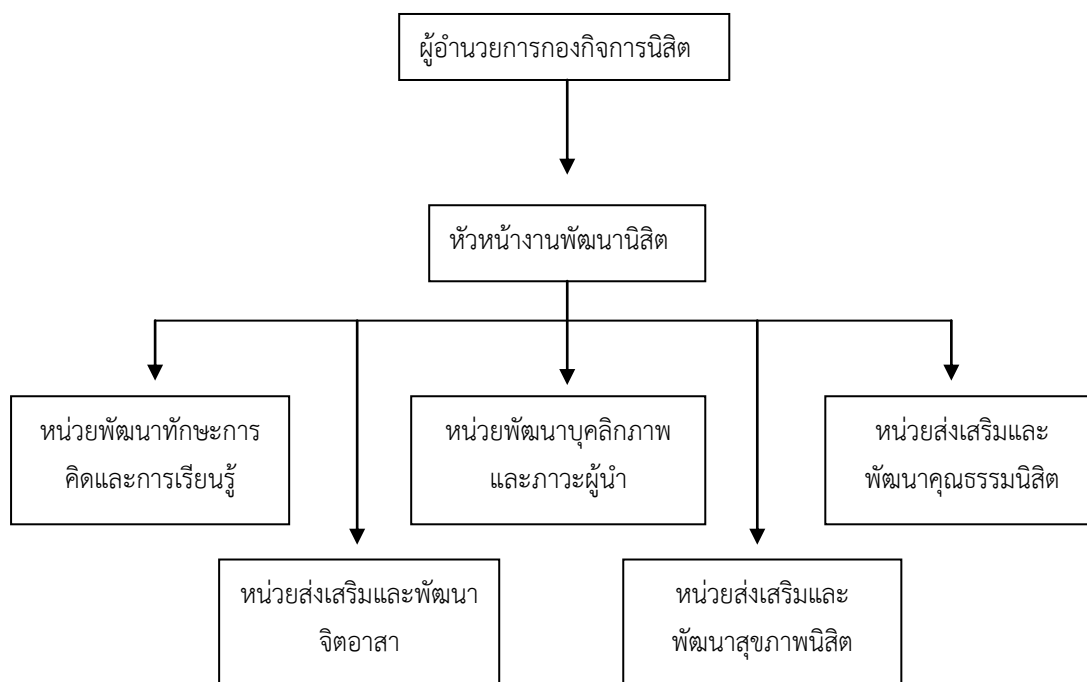 ผู้อำนวยการกองกิจการนิสิต
หัวหน้างานพัฒนานิสิต
หน่วยพัฒนาทักษะการ
คิดและการเรียนรู้
หน่วยพัฒนาบุคลิกภาพ
และภาวะผู้นำ
หน่วยส่งเสริมและ
พัฒนาคุณธรรมนิสิต
หน่วยส่งเสริมและพัฒนา
จิตอาสา
หน่วยส่งเสริมและ
พัฒนาสุขภาพนิสิต